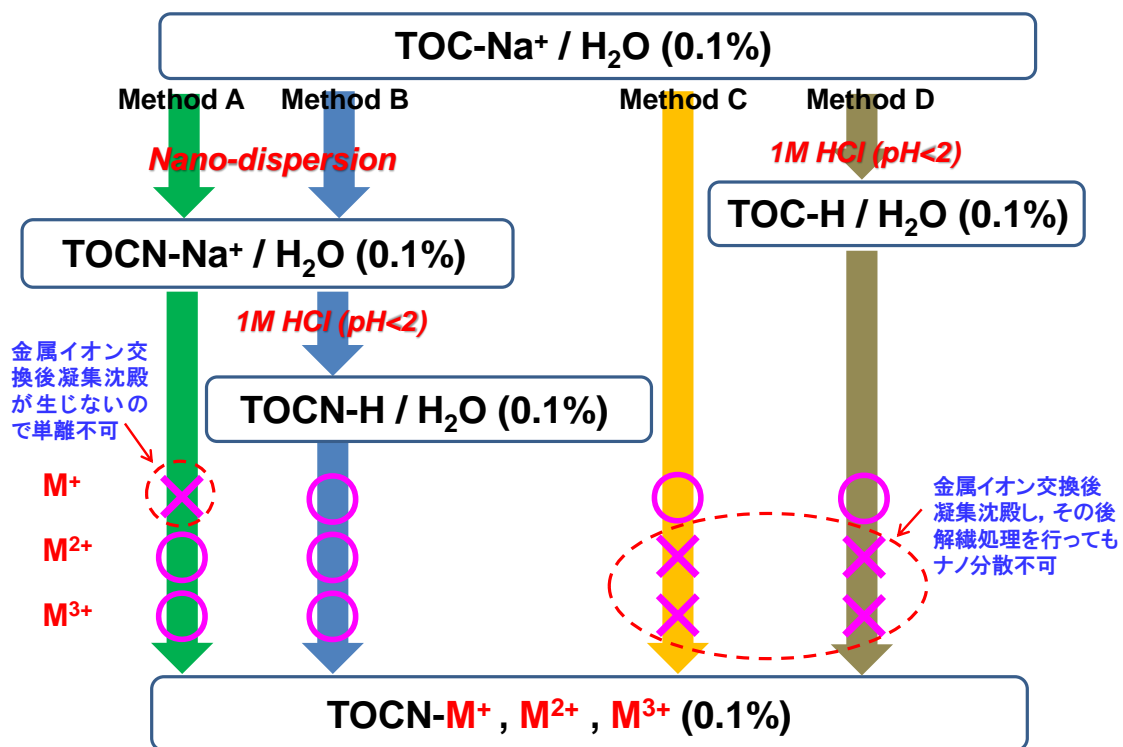 TOC-Na⁺ / H₂O (0.1%)
Method A
Method B
Method C
Method D
Nano-dispersion
1M HCl (pH<2)
TOC-H / H₂O (0.1%)
TOCN-Na⁺ / H₂O (0.1%)
1M HCl (pH<2)
金属イオン交
換後凝集沈殿
が生じないの
で単離不可
TOCN-H / H₂O (0.1%)
M⁺
M²⁺
M³⁺
金属イオン交換後
凝集沈殿し，その後
解繊処理を行っても
ナノ分散不可
TOCN-M⁺ , M²⁺ , M³⁺ (0.1%)